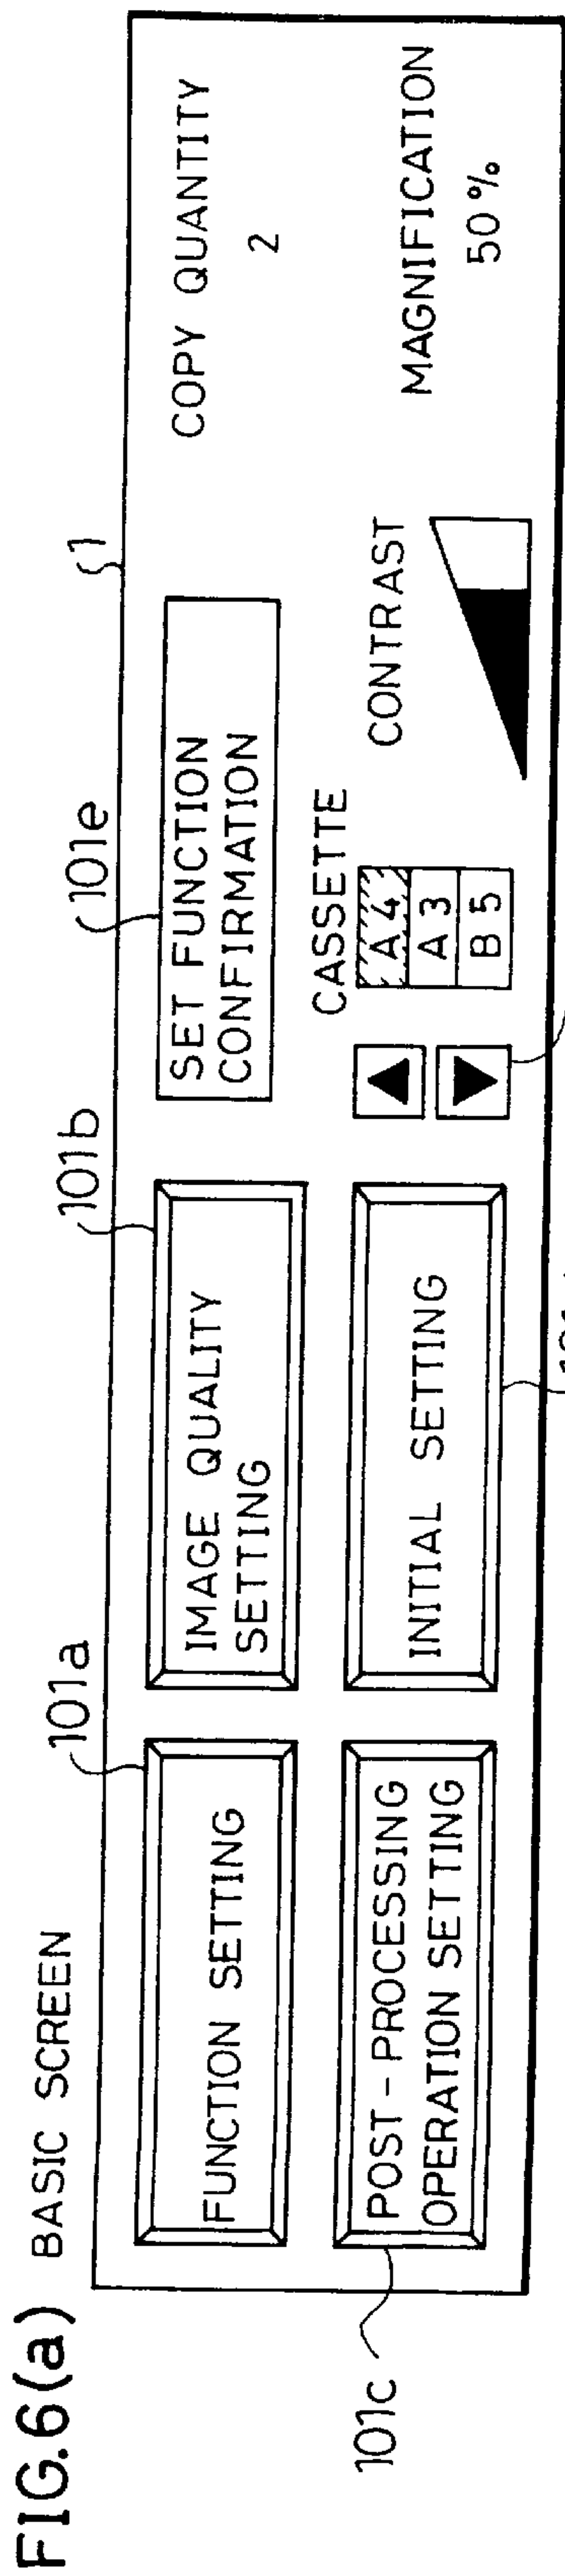 FIG.6(a) BASIC SCREEN
101a
101b
101e
1
FUNCTION SETTING
IMAGE QUALITY
SETTING
SET FUNCTION
CONFIRMATION
COPY QUANTITY
2
POST-PROCESSING
OPERATION SETTING
INITIAL SETTING
CASSETTE
A4
A3
B5
CONTRAST
MAGNIFICATION
50%
101c